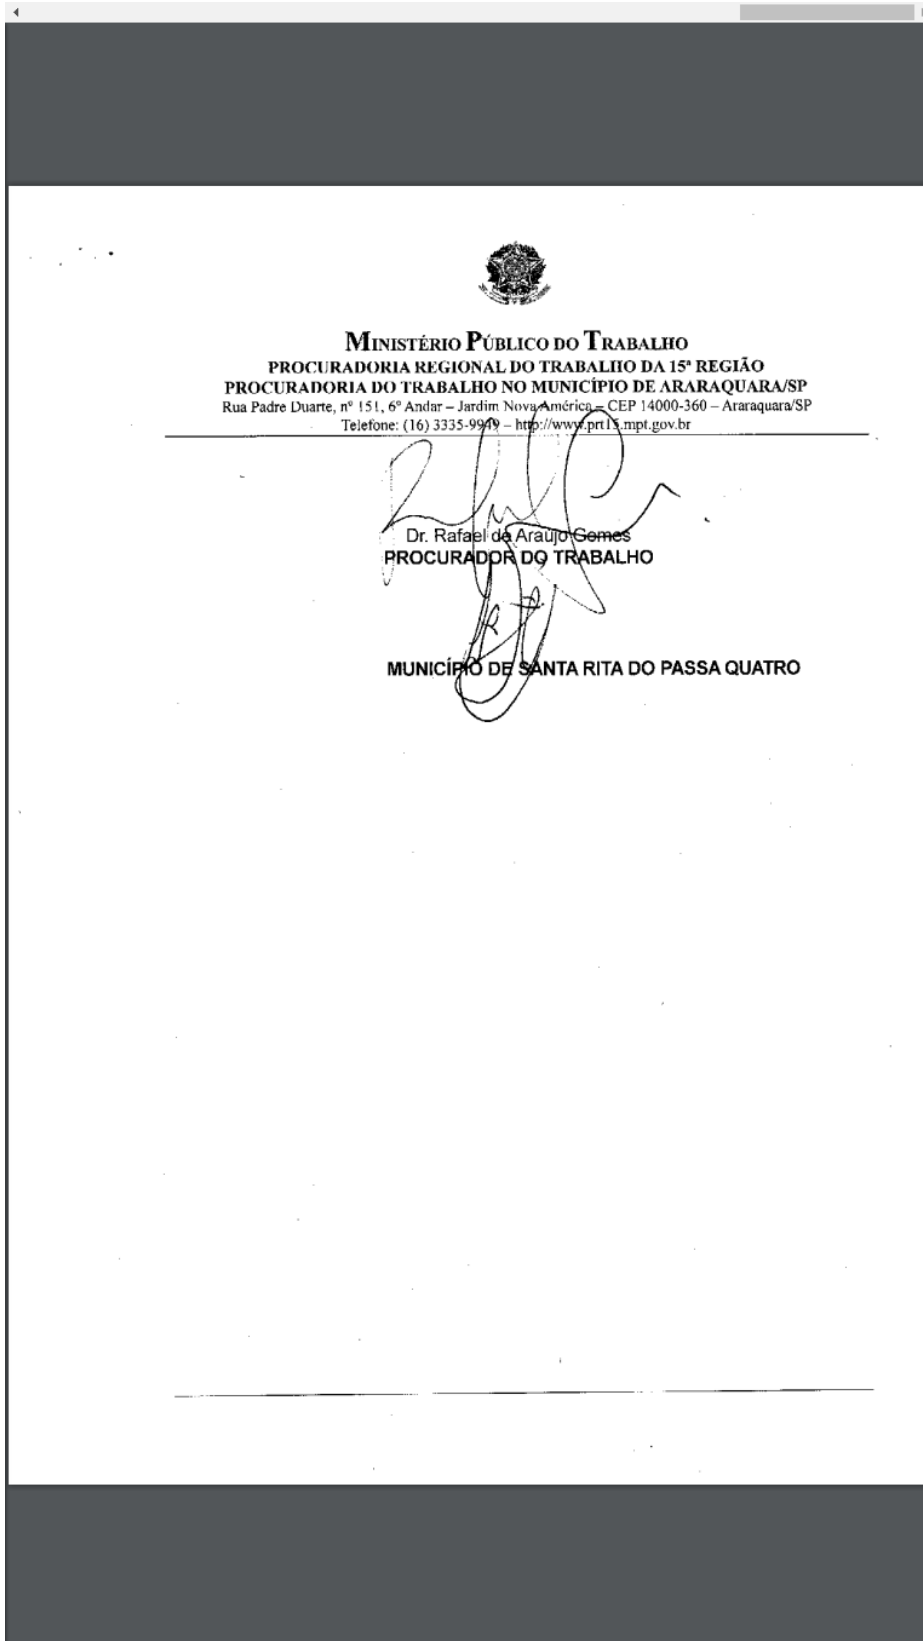 MINISTÉRIO PÚBLICO DO TRABALHO
PROCURADORIA REGIONAL DO TRABALHO DA 15ª REGIÃO
PROCURADORIA DO TRABALHO NO MUNICÍPIO DE ARARAQUARA/SP
Rua Padre Duarte, nº 151, 6º Andar – Jardim Nova América – CEP 14000-360 – Araraquara/SP
Telefone: (16) 3335-9949 – http://www.prt15.mpt.gov.br
Dr. Rafael de Araújo Gomes
PROCURADOR DO TRABALHO
MUNICÍPIO DE SANTA RITA DO PASSA QUATRO